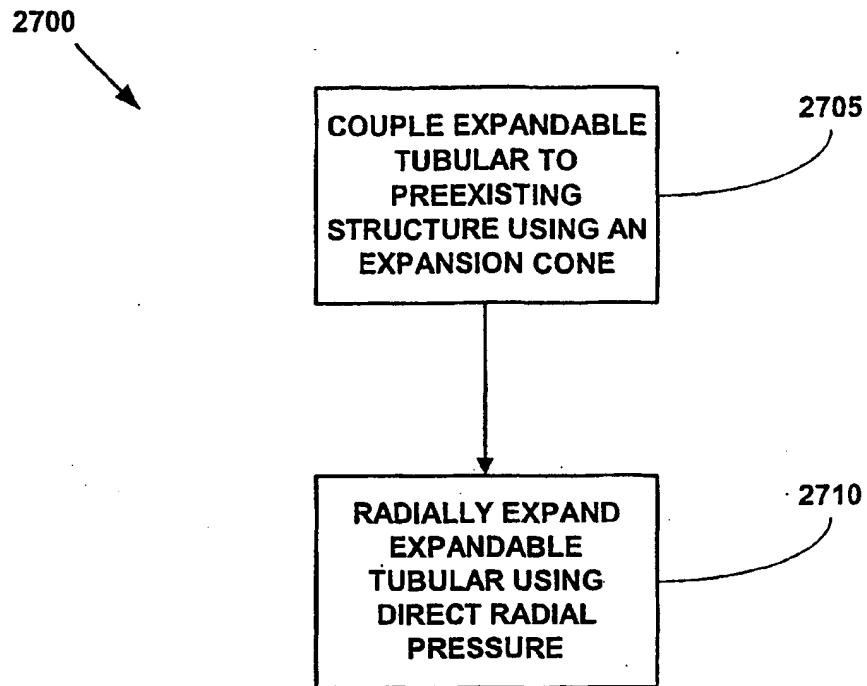 2700
COUPLE EXPANDABLE
TUBULAR TO
PREEXISTING
STRUCTURE USING AN
EXPANSION CONE
2705
RADIALLY EXPAND
EXPANDABLE
TUBULAR USING
DIRECT RADIAL
PRESSURE
2710